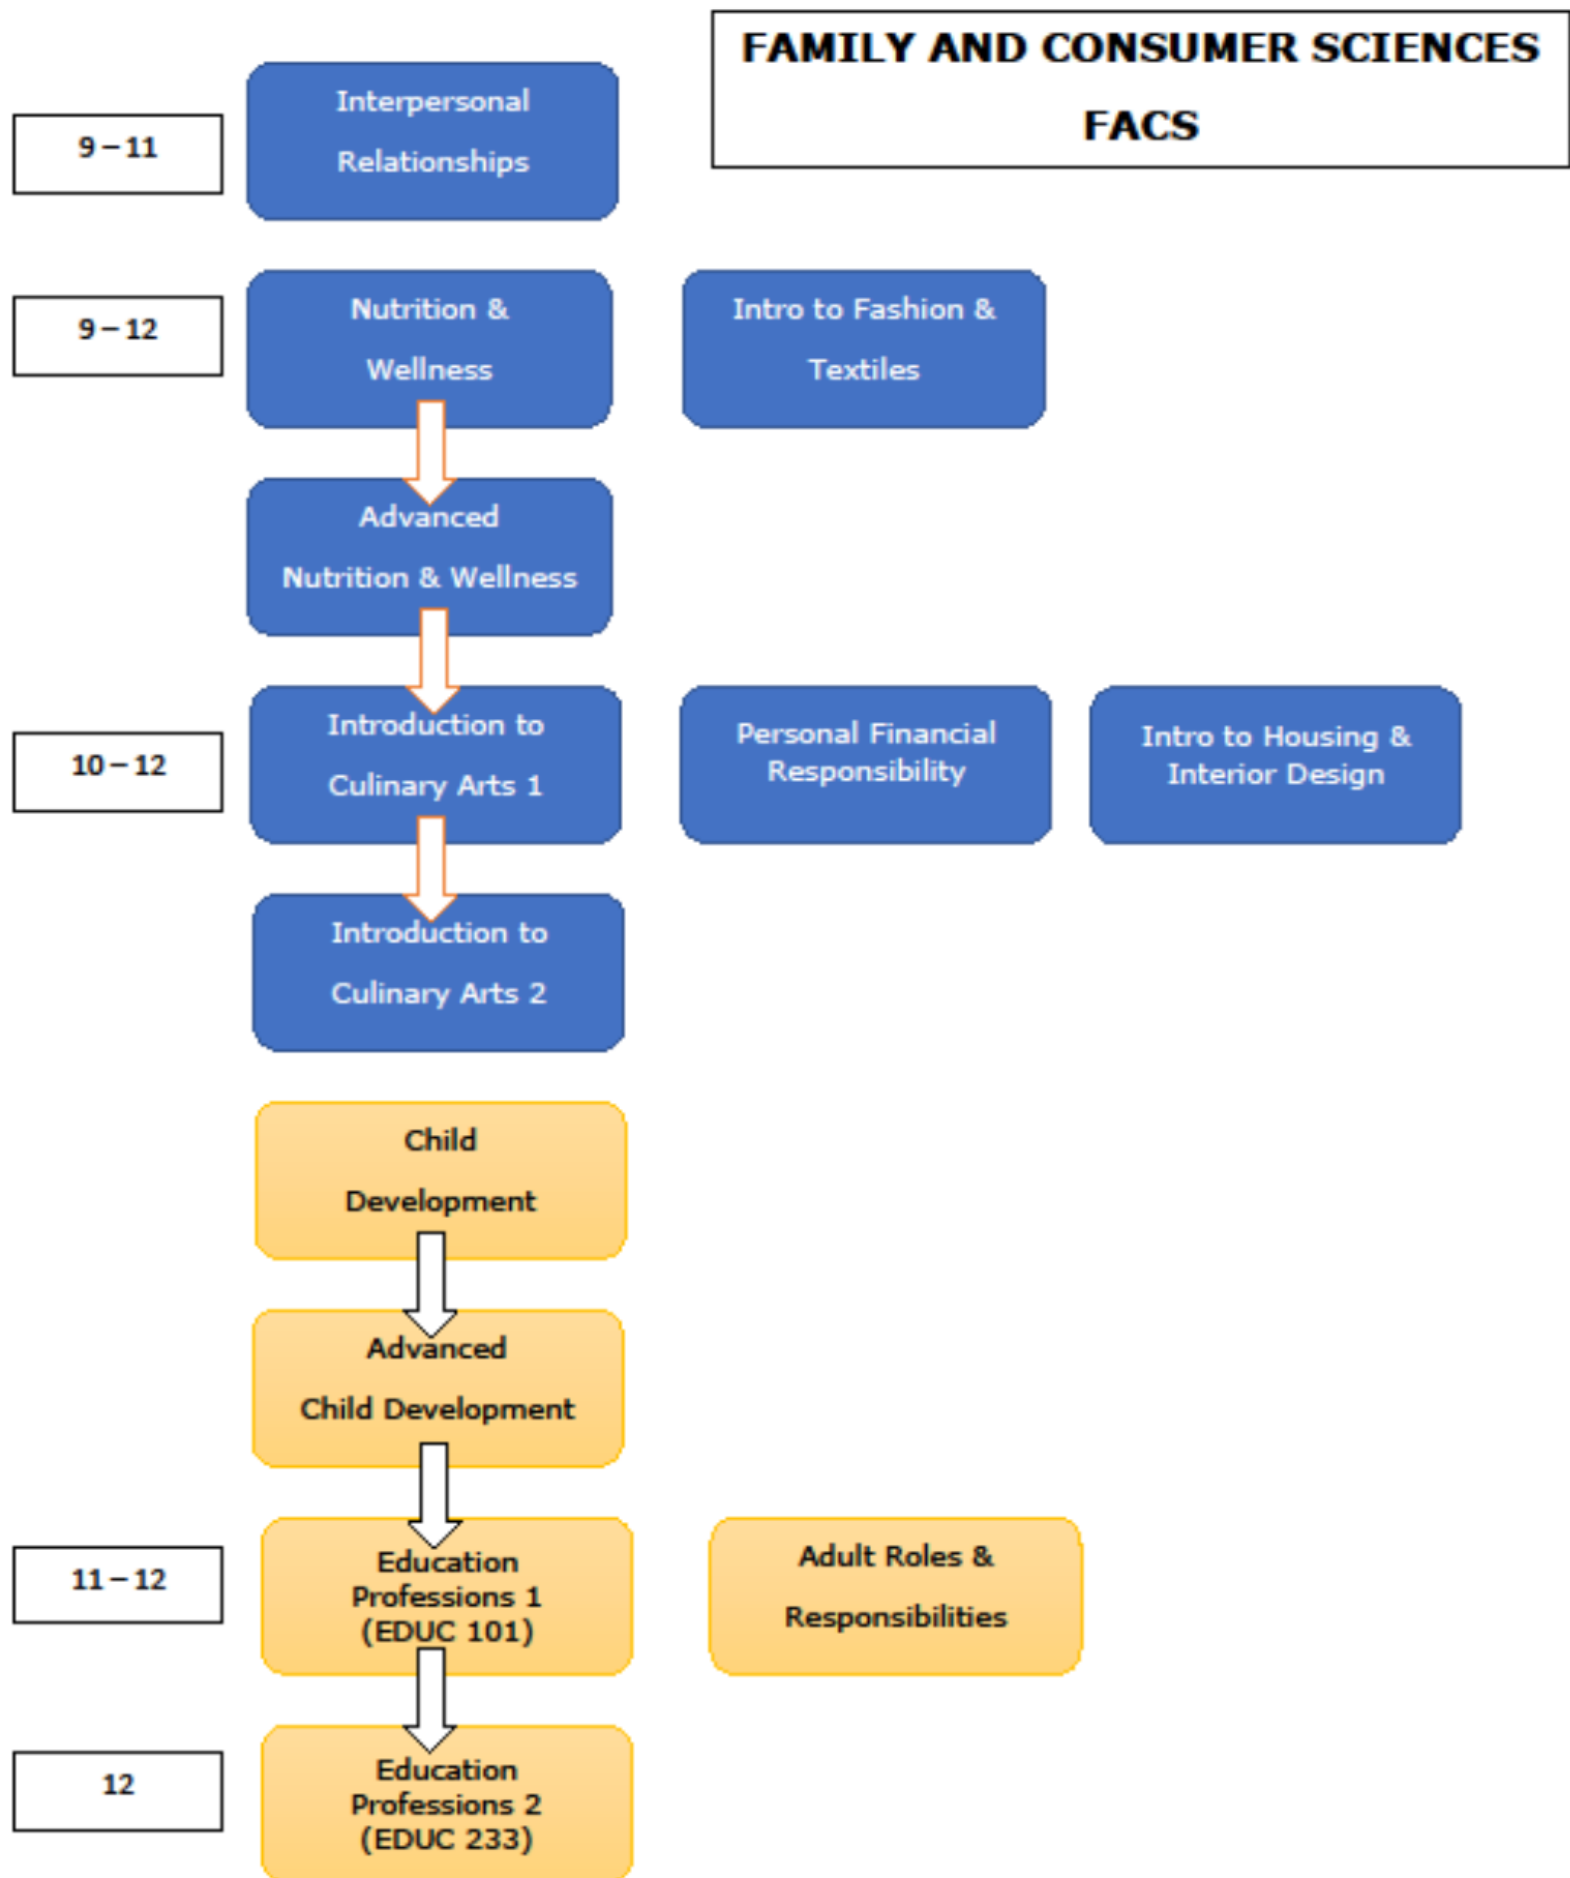 FAMILY AND CONSUMER SCIENCES
FACS
9–11
Interpersonal
Relationships
9–12
Nutrition &
Wellness
Intro to Fashion &
Textiles
Advanced
Nutrition & Wellness
10–12
Introduction to
Culinary Arts 1
Personal Financial
Responsibility
Intro to Housing &
Interior Design
Introduction to
Culinary Arts 2
Child
Development
Advanced
Child Development
11–12
Education
Professions 1
(EDUC 101)
Adult Roles &
Responsibilities
12
Education
Professions 2
(EDUC 233)